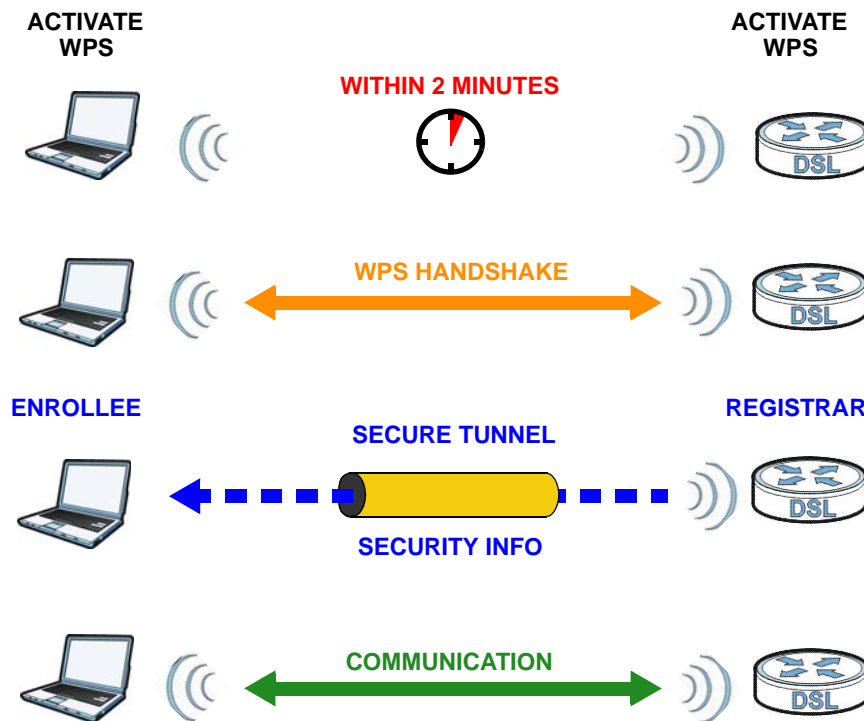 ACTIVATE
WPS
ACTIVATE
WPS
WITHIN 2 MINUTES
DSL
WPS HANDSHAKE
DSL
ENROLLEE
REGISTRAR
SECURE TUNNEL
DSL
SECURITY INFO
COMMUNICATION
DSL